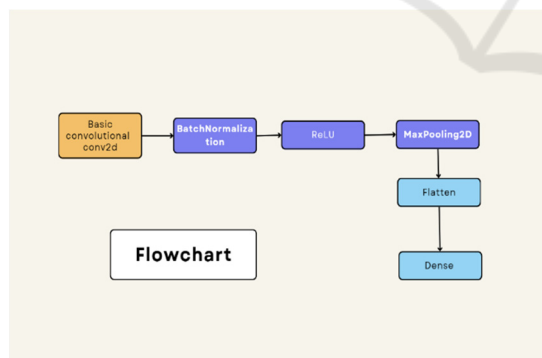 Basic
convolutional
conv2d
BatchNormaliza
tion
ReLU
MaxPooling2D
Flatten
Flowchart
Dense